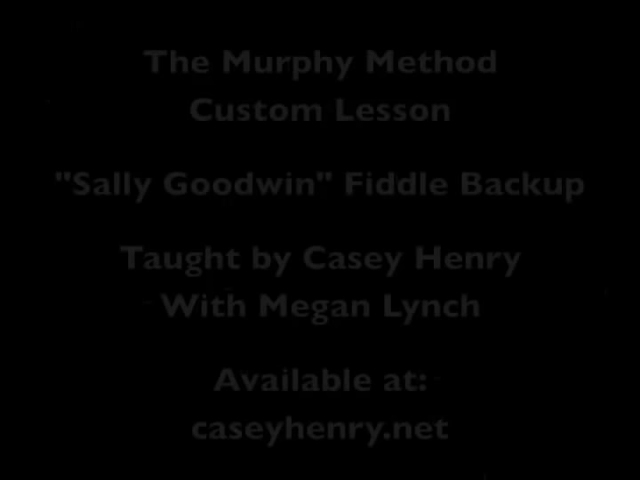 The Murphy Method
Custom Lesson
"Sally Goodwin" Fiddle Backup
Taught by Casey Henry
With Megan Lynch
Available at:
caseyhenry.net